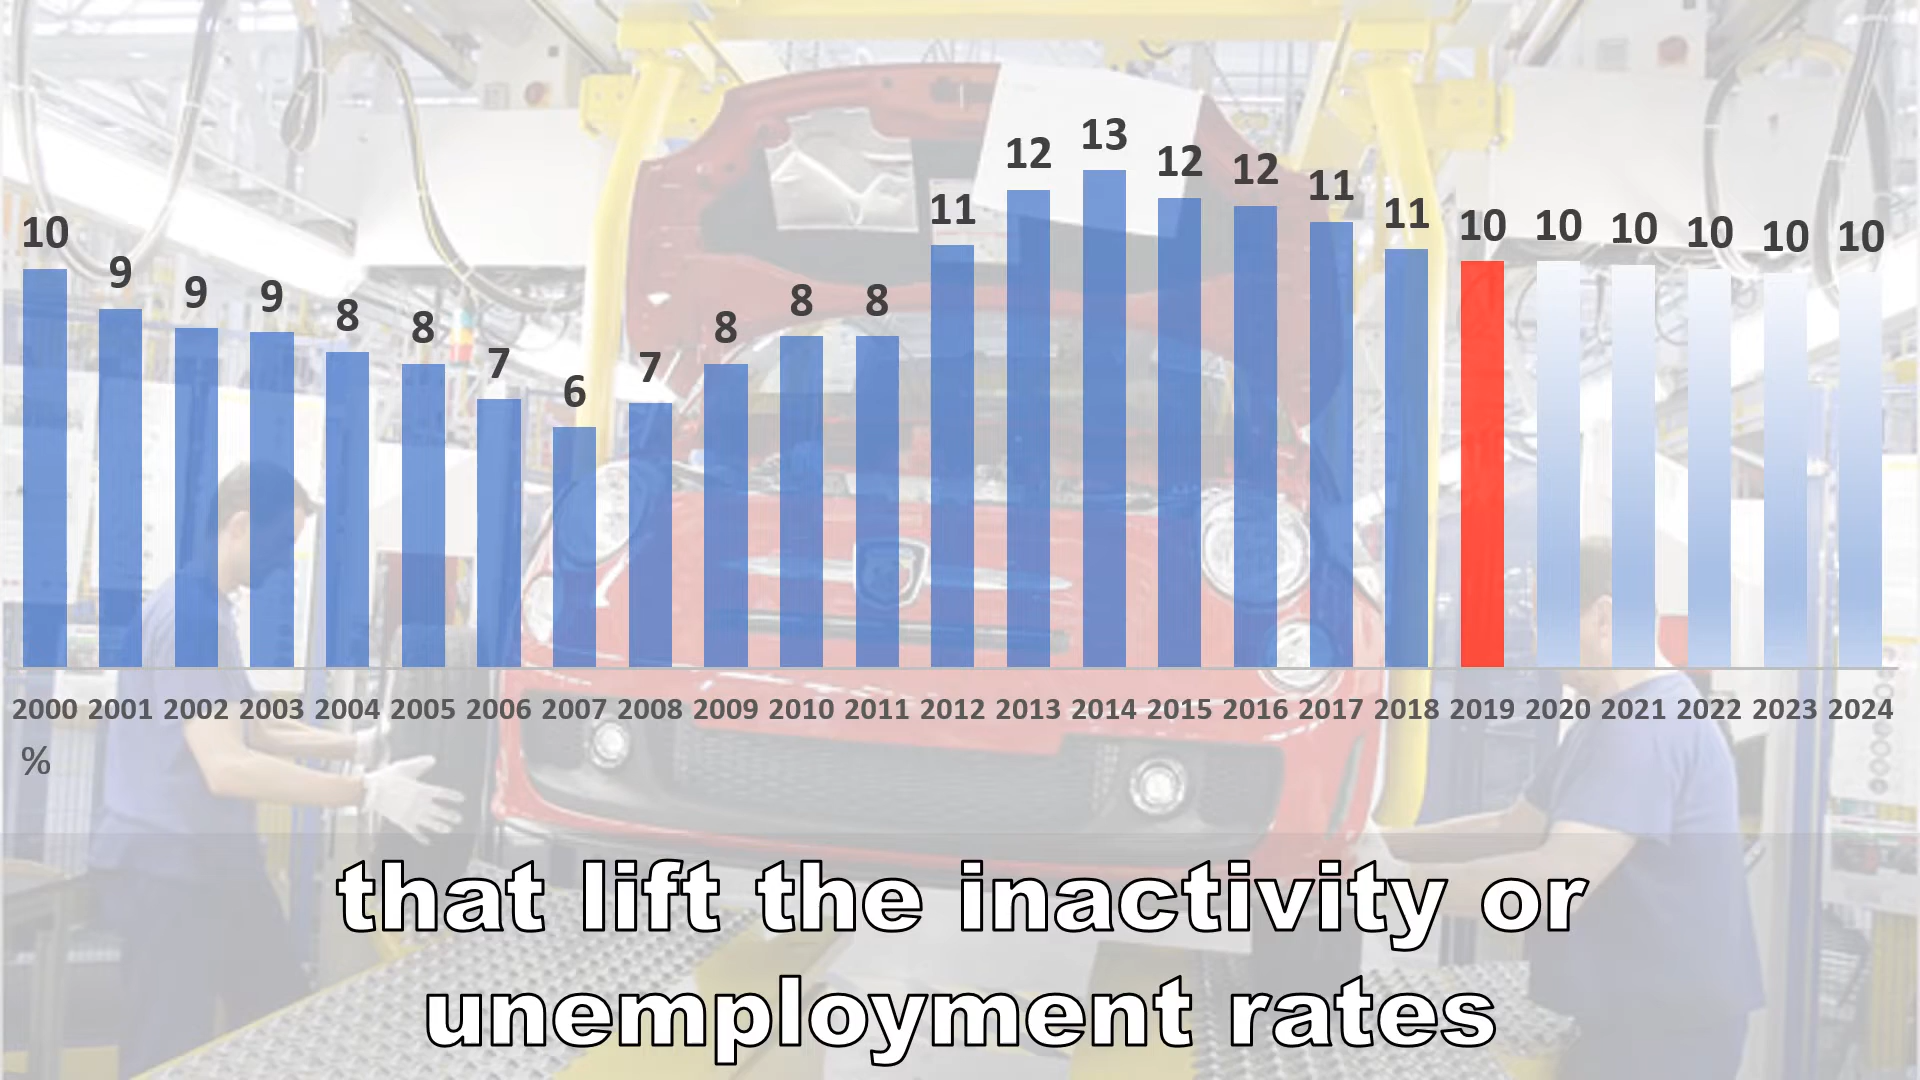 10 9 9 9 8 8 7 6 7 8 8 8 11 12 13 12 12 11 11 10 10 10 10 10 10
2000 2001 2002 2003 2004 2005 2006 2007 2008 2009 2010 2011 2012 2013 2014 2015 2016 2017 2018 2019 2020 2021 2022 2023 2024
%
that lift the inactivity or
unemployment rates